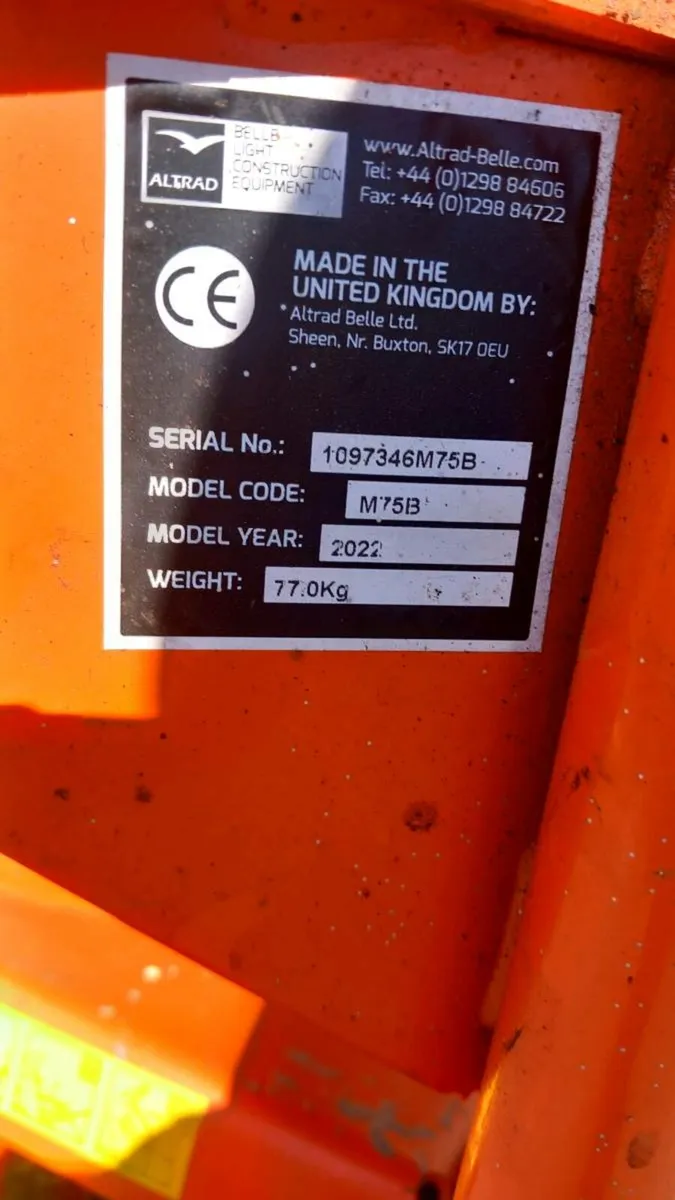 ALTRAD
BELLE
LIGHT
CONSTRUCTION
EQUIPMENT
www.Altrad-Belle.com
Tel: +44 (0)1298 84606
Fax: +44 (0)1298 84722
CE
MADE IN THE
UNITED KINGDOM BY:
Altrad Belle Ltd.
Sheen, Nr. Buxton, SK17 0EU
SERIAL No.: 1097346M75B
MODEL CODE: M75B
MODEL YEAR: 2022
WEIGHT: 77.0Kg